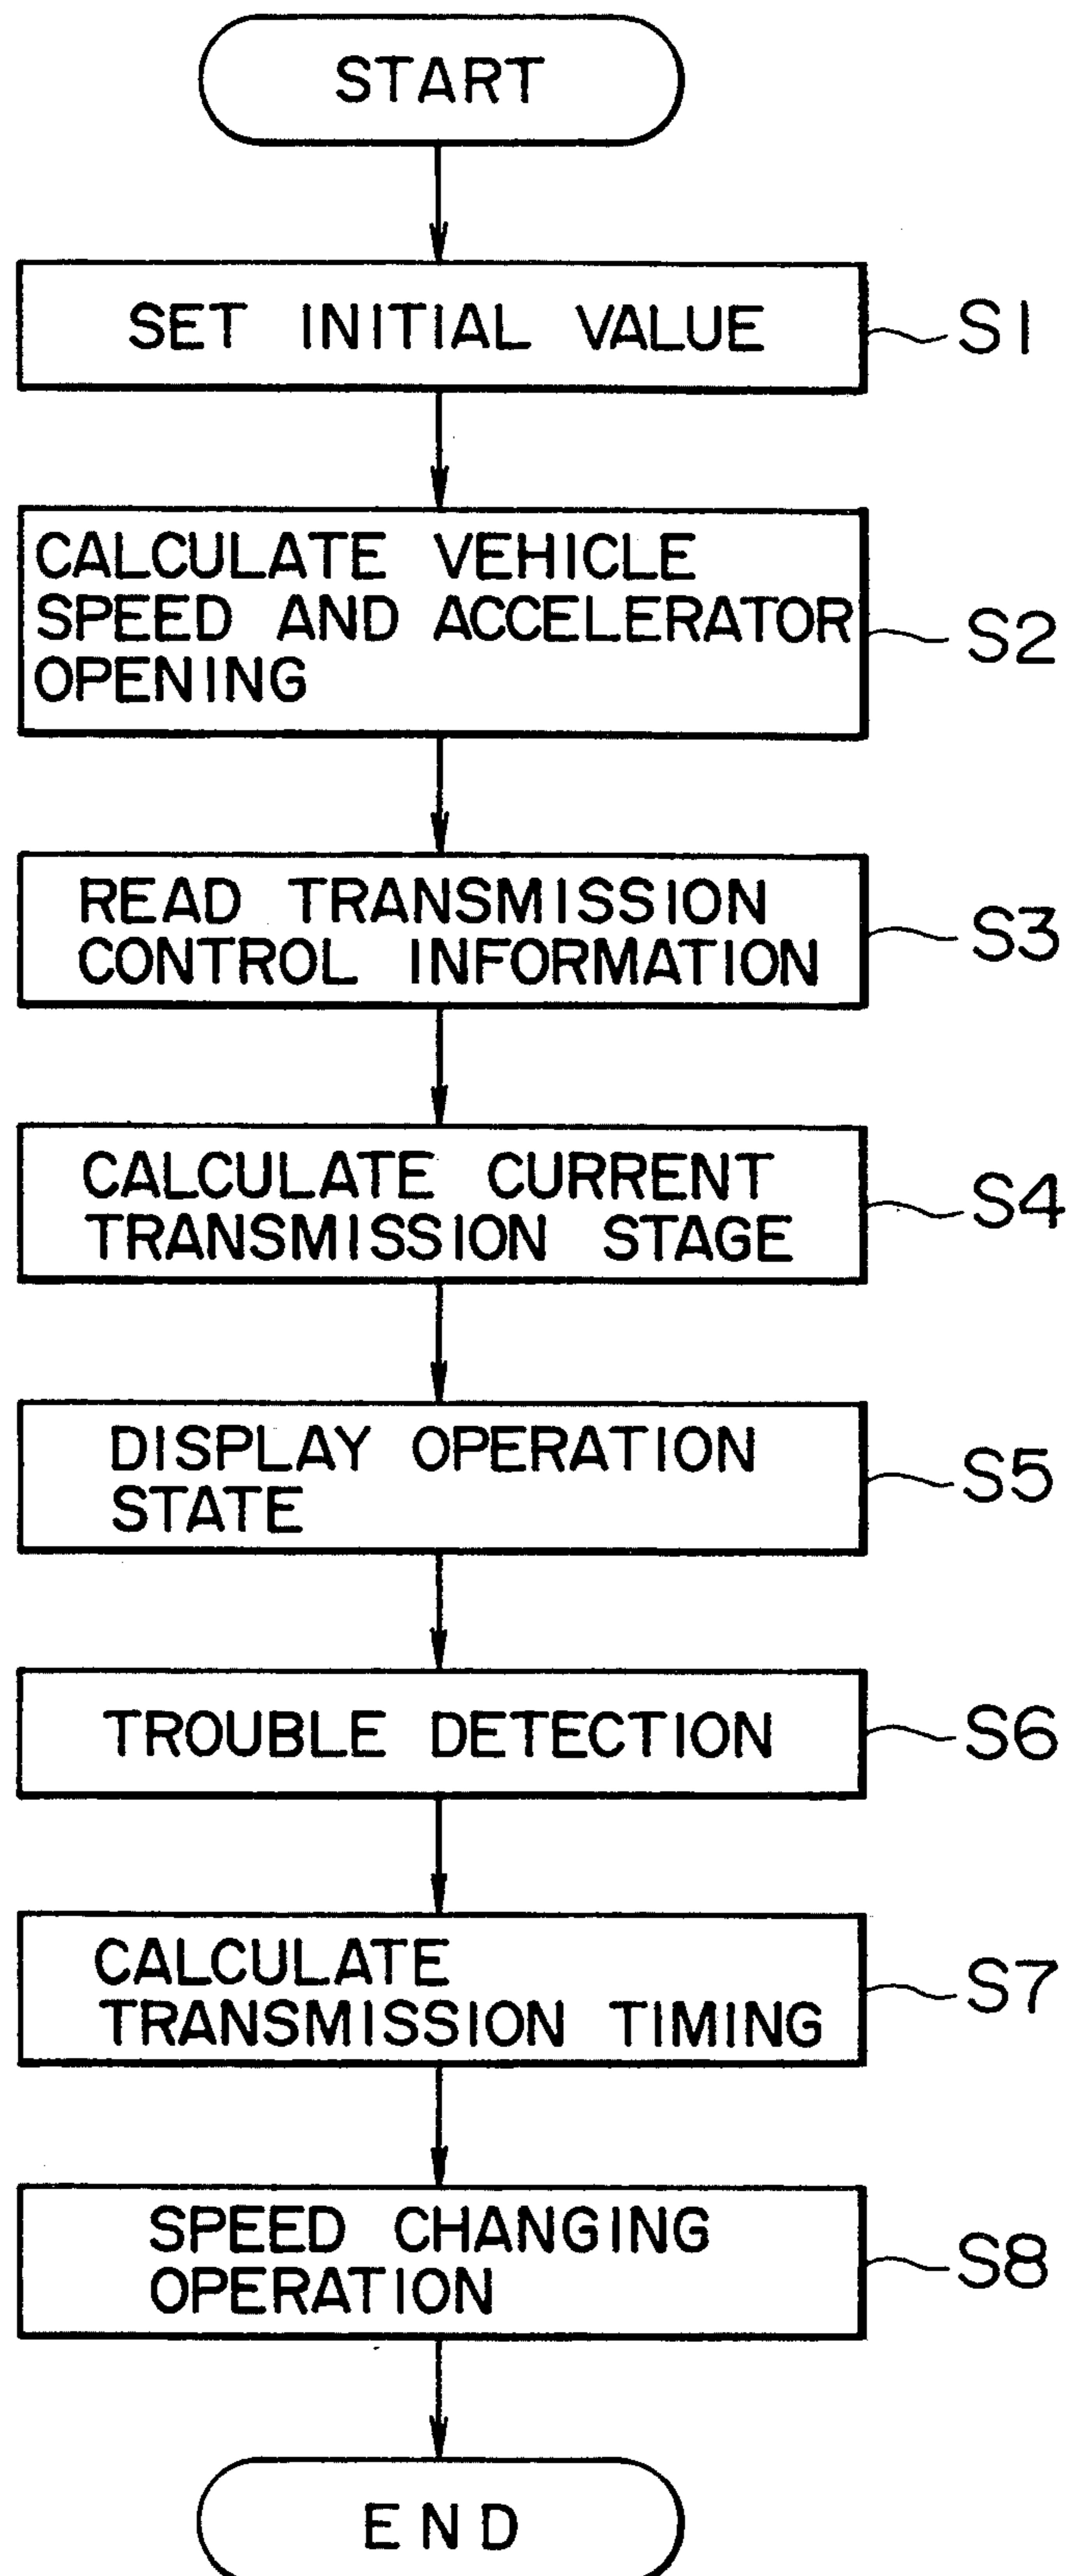 START
SET INITIAL VALUE
S1
CALCULATE VEHICLE
SPEED AND ACCELERATOR
OPENING
S2
READ TRANSMISSION
CONTROL INFORMATION
S3
CALCULATE CURRENT
TRANSMISSION STAGE
S4
DISPLAY OPERATION
STATE
S5
TROUBLE DETECTION
S6
CALCULATE
TRANSMISSION TIMING
S7
SPEED CHANGING
OPERATION
S8
END